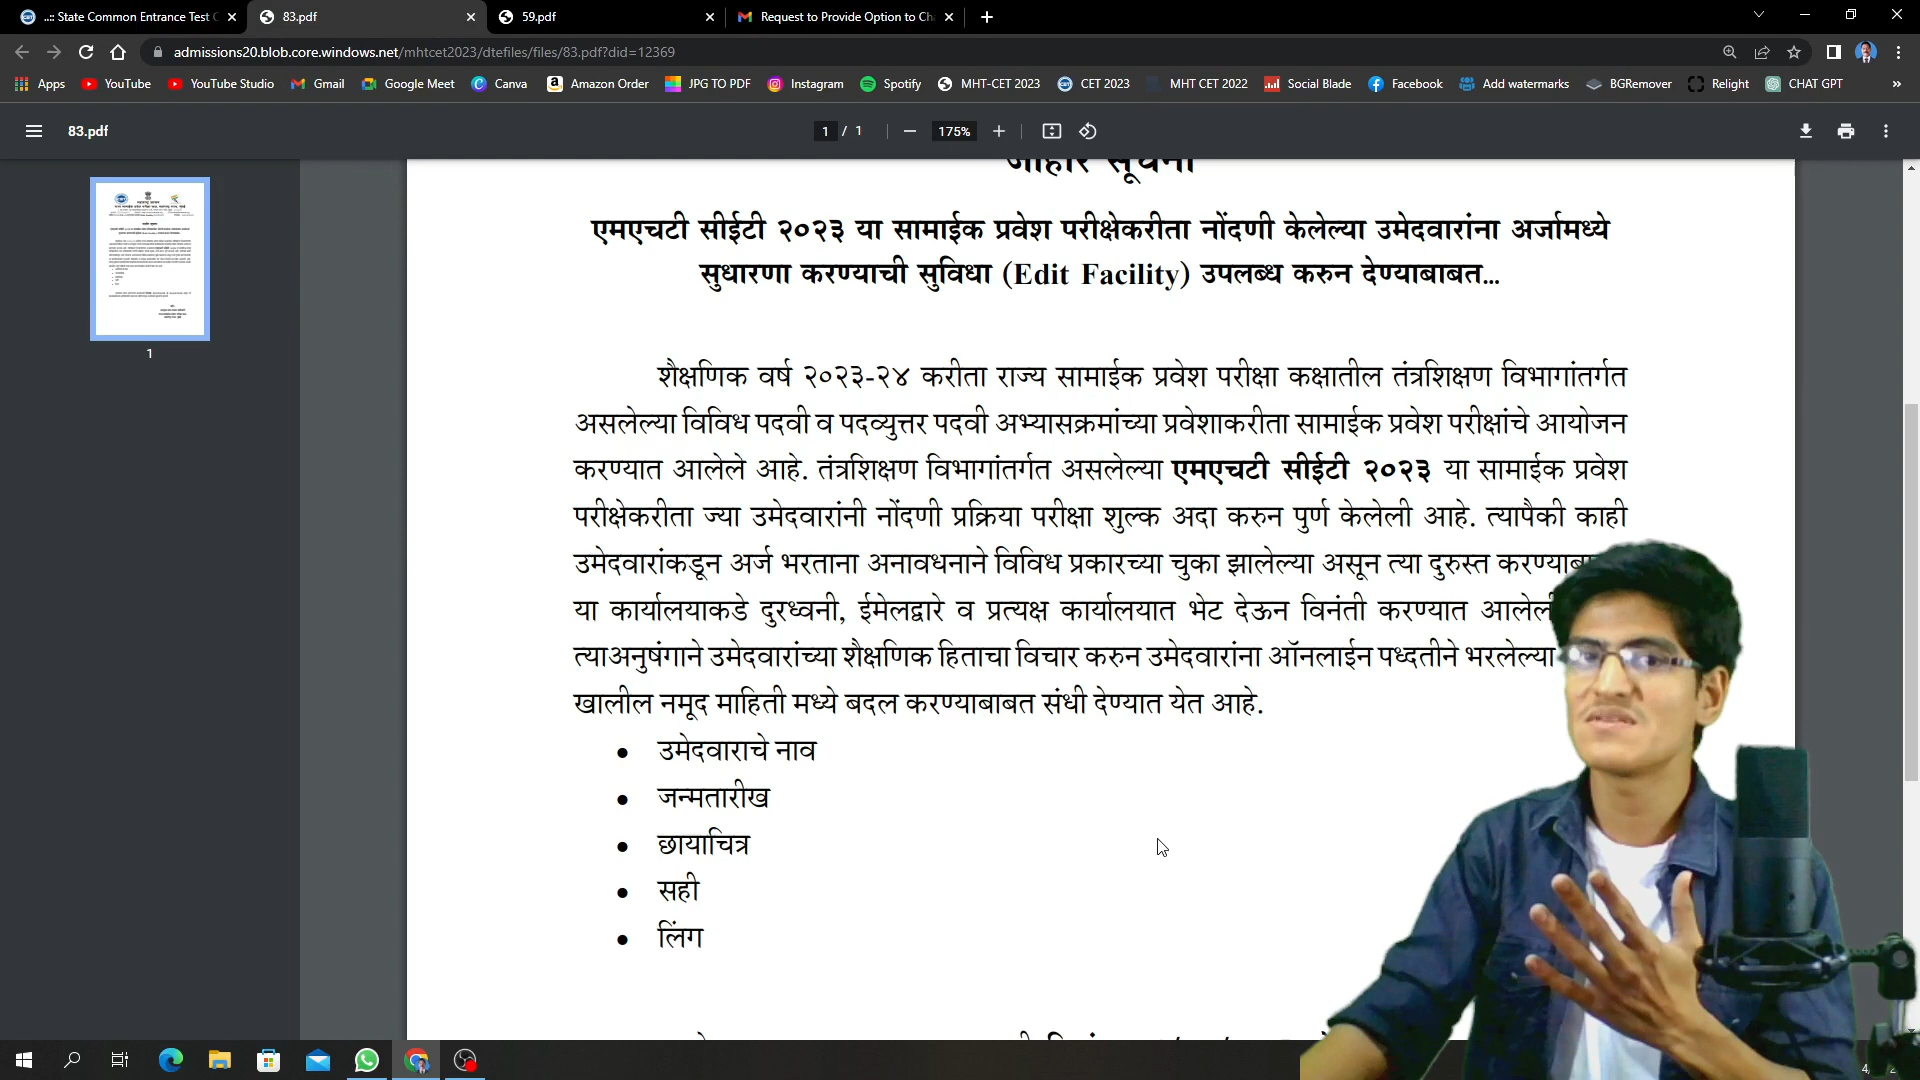 ..:: State Common Entrance Test C
83.pdf
59.pdf
Request to Provide Option to Ch
admissions20.blob.core.windows.net/mhtcet2023/dtefiles/files/83.pdf?did=12369
Apps YouTube YouTube Studio Gmail Google Meet Canva Amazon Order JPG TO PDF Instagram Spotify MHT-CET 2023 CET 2023 MHT CET 2022 Social Blade Facebook Add watermarks BGRemover Relight CHAT GPT »
83.pdf 1 / 1 175%
जाहीर सूचना
एमएचटी सीईटी २०२३ या सामाईक प्रवेश परीक्षेकरीता नोंदणी केलेल्या उमेदवारांना अर्जामध्ये
सुधारणा करण्याची सुविधा (Edit Facility) उपलब्ध करुन देण्याबाबत...
शैक्षणिक वर्ष २०२३-२४ करीता राज्य सामाईक प्रवेश परीक्षा कक्षातील तंत्रशिक्षण विभागांतर्गत
असलेल्या विविध पदवी व पदव्युत्तर पदवी अभ्यासक्रमांच्या प्रवेशाकरीता सामाईक प्रवेश परीक्षांचे आयोजन
करण्यात आलेले आहे. तंत्रशिक्षण विभागांतर्गत असलेल्या एमएचटी सीईटी २०२३ या सामाईक प्रवेश
परीक्षेकरीता ज्या उमेदवारांनी नोंदणी प्रक्रिया परीक्षा शुल्क अदा करुन पुर्ण केलेली आहे. त्यापैकी काही
उमेदवारांकडून अर्ज भरताना अनावधनाने विविध प्रकारच्या चुका झालेल्या असून त्या दुरुस्त
या कार्यालयाकडे दुरध्वनी, ईमेलद्वारे व प्रत्यक्ष कार्यालयात भेट देऊन विनंती करण्यात
त्याअनुषंगाने उमेदवारांच्या शैक्षणिक हिताचा विचार करुन उमेदवारांना ऑनलाईन पध्दतीने भरलेल्या
खालील नमूद माहिती मध्ये बदल करण्याबाबत संधी देण्यात येत आहे.
• उमेदवाराचे नाव
• जन्मतारीख
• छायाचित्र
• सही
• लिंग
1